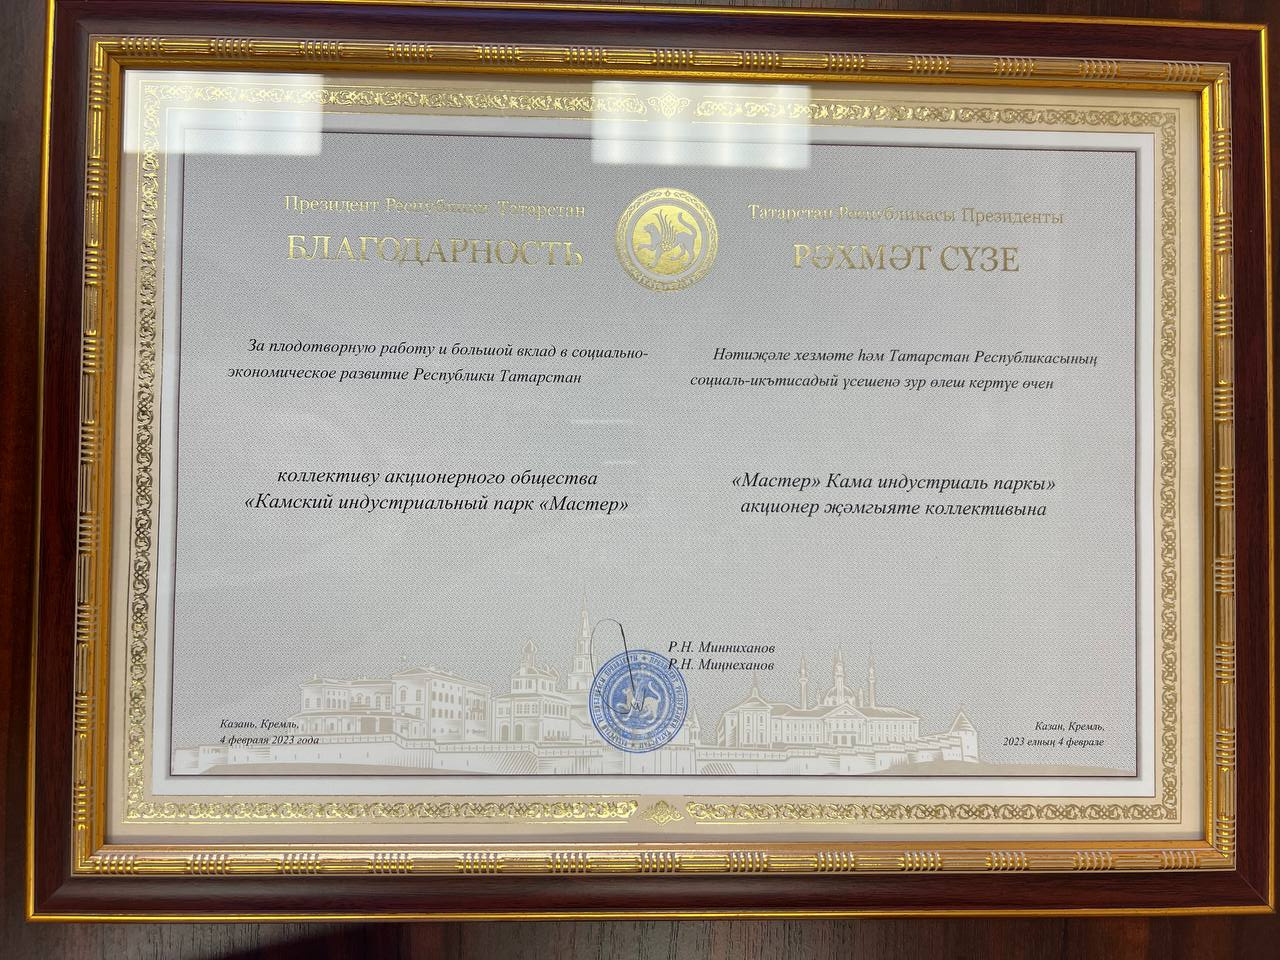 Президент Республики Татарстан
БЛАГОДАРНОСТЬ
За плодотворную работу и большой вклад в социально-
экономическое развитие Республики Татарстан
коллективу акционерного общества
«Камский индустриальный парк «Мастер»
Татарстан Республикасы Президенты
РӘХМӘТ СҮЗЕ
Нәтиҗәле хезмәте һәм Татарстан Республикасының
социаль-икътисадый үсешенә зур өлеш кертүе өчен
«Мастер» Кама индустриаль паркы»
акционер җәмгыяте коллективына
Р.Н. Минниханов
Р.Н. Миңнеханов
Казань, Кремль,
4 февраля 2023 года
Казан, Кремль,
2023 елның 4 феврале